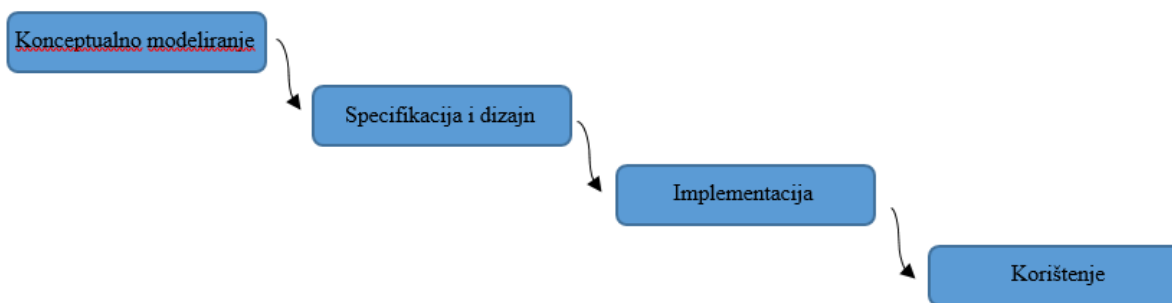 Konceptualno modeliranje
Specifikacija i dizajn
Implementacija
Korištenje